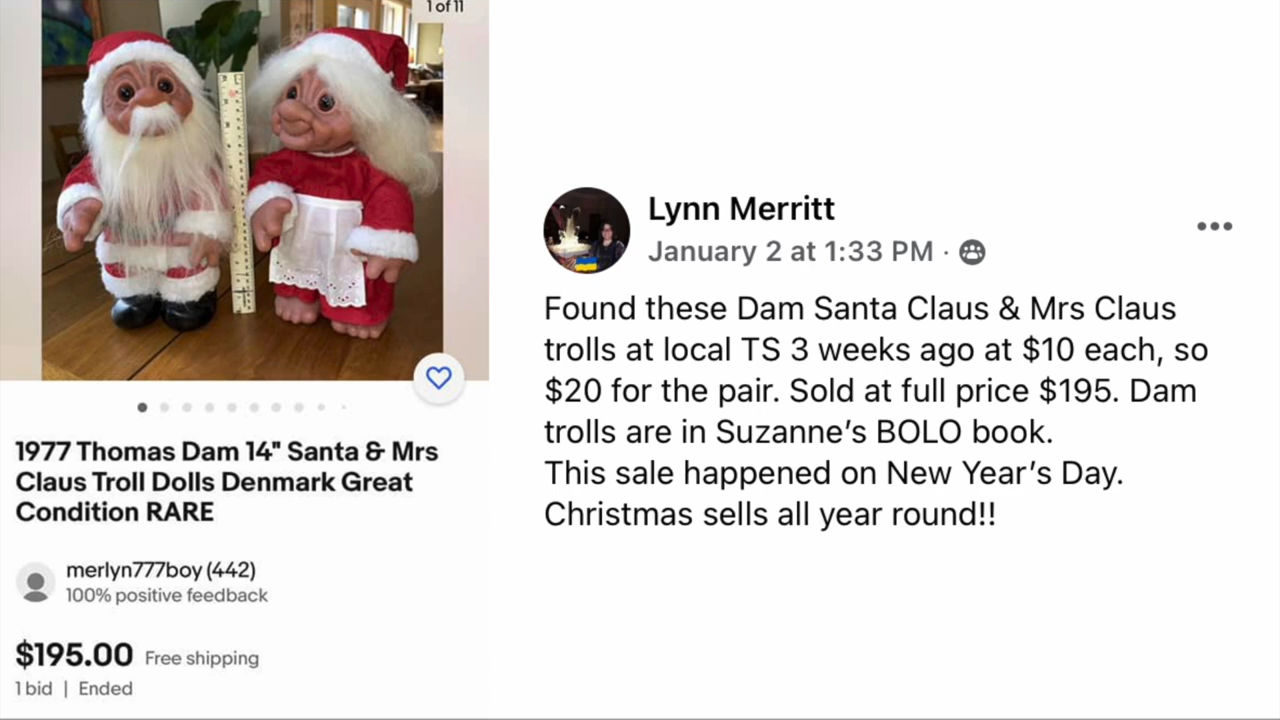 1 of 11
1977 Thomas Dam 14" Santa & Mrs
Claus Troll Dolls Denmark Great
Condition RARE
merlyn777boy (442)
100% positive feedback
$195.00 Free shipping
1 bid | Ended
Lynn Merritt
January 2 at 1:33 PM ·
Found these Dam Santa Claus & Mrs Claus
trolls at local TS 3 weeks ago at $10 each, so
$20 for the pair. Sold at full price $195. Dam
trolls are in Suzanne’s BOLO book.
This sale happened on New Year’s Day.
Christmas sells all year round!!